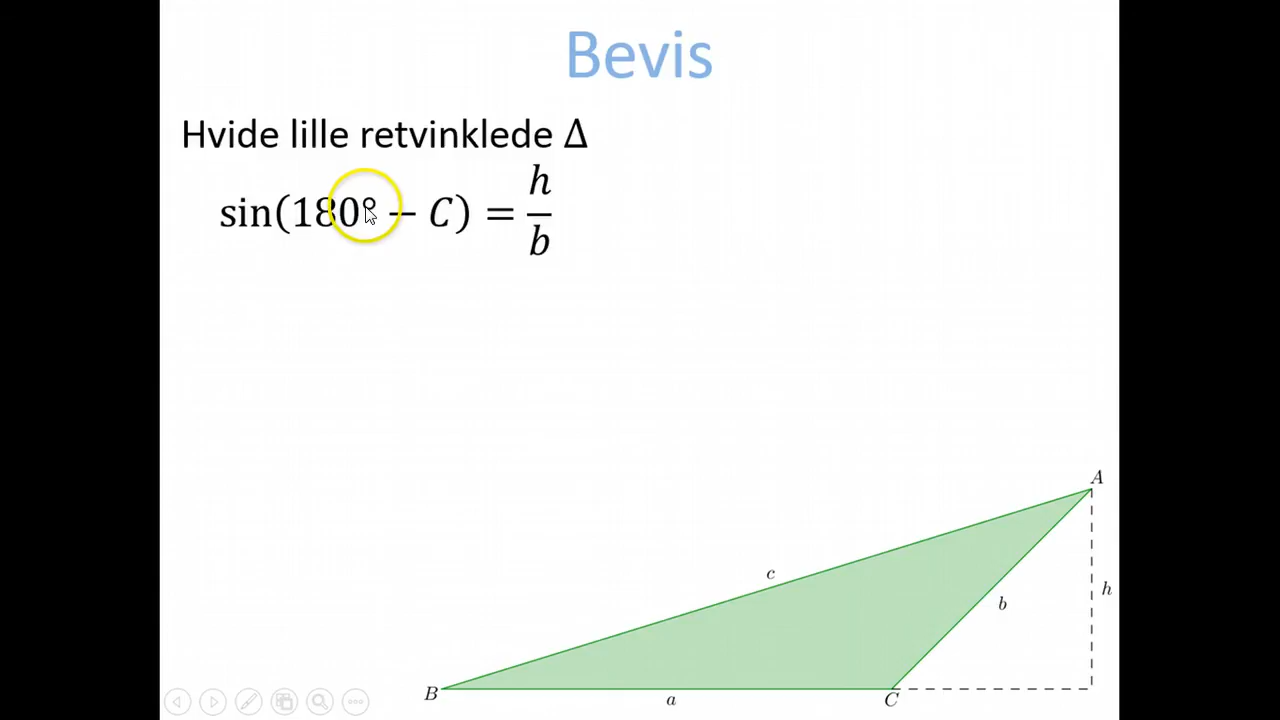 Bevis
Hvide lille retvinklede Δ
sin(180° − C) = h/b
A
c
h
b
B
a
C